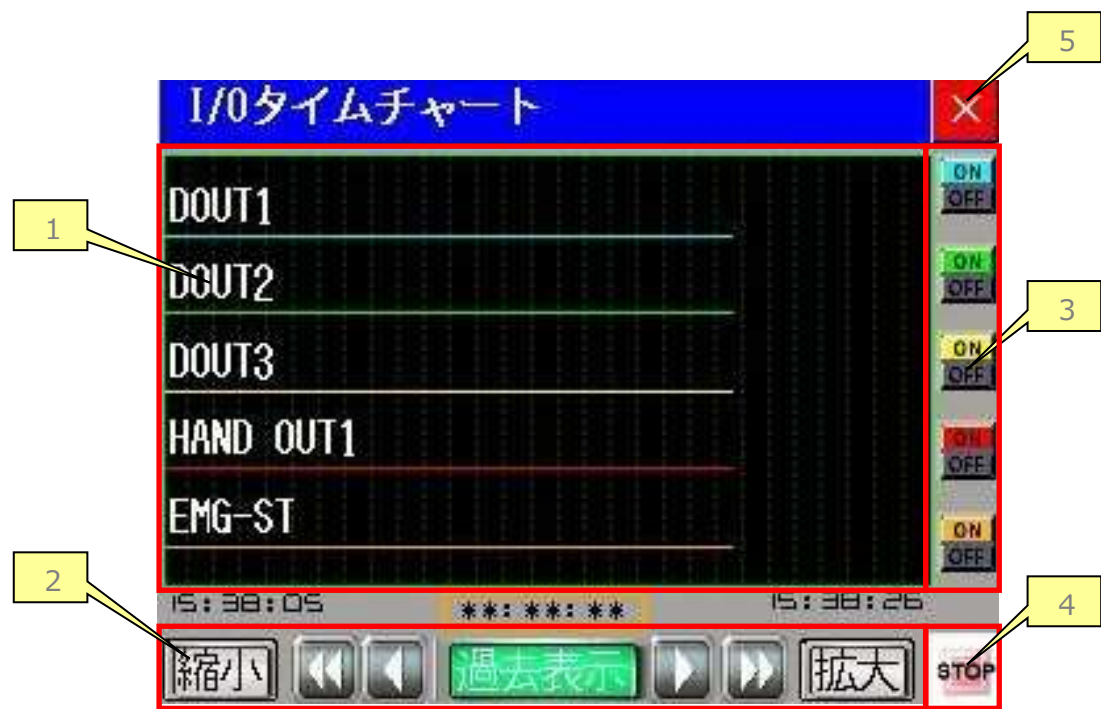 5
I/Oタイムチャート
ON
OFF
DOUT1
1
ON
OFF
DOUT2
3
ON
OFF
DOUT3
ON
OFF
HAND OUT1
ON
OFF
EMG-ST
2
15:38:05
**:**:**
15:38:26
4
縮小
過去表示
拡大
STOP